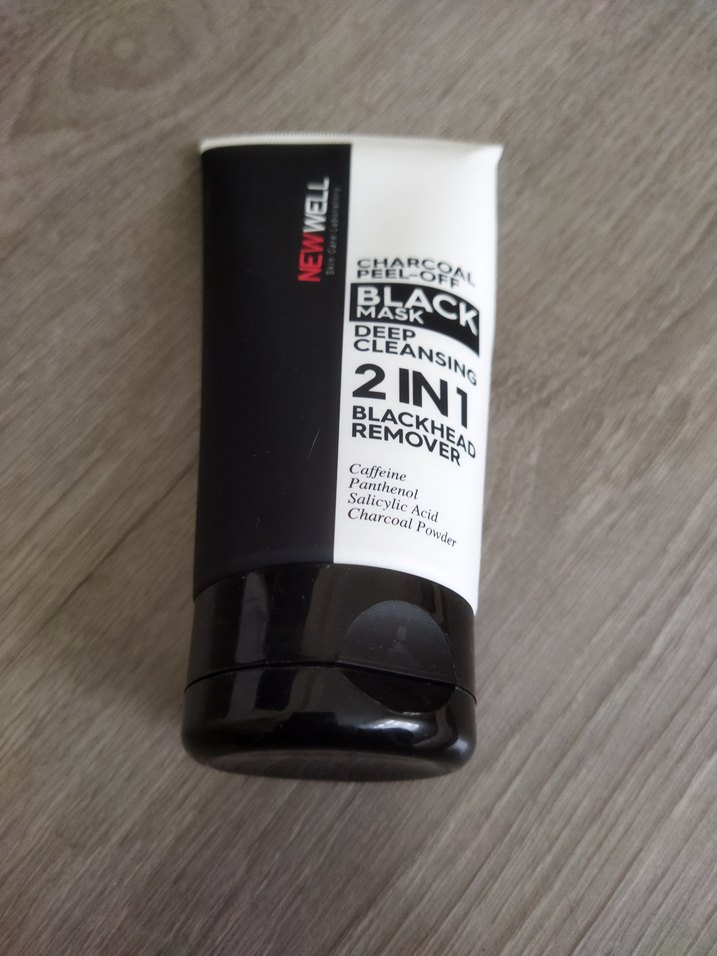 NEWWELL
Skin Care Laboratory
CHARCOAL
PEEL-OFF
BLACK
MASK
DEEP
CLEANSING
2 IN 1
BLACKHEAD
REMOVER
Caffeine
Panthenol
Salicylic Acid
Charcoal Powder